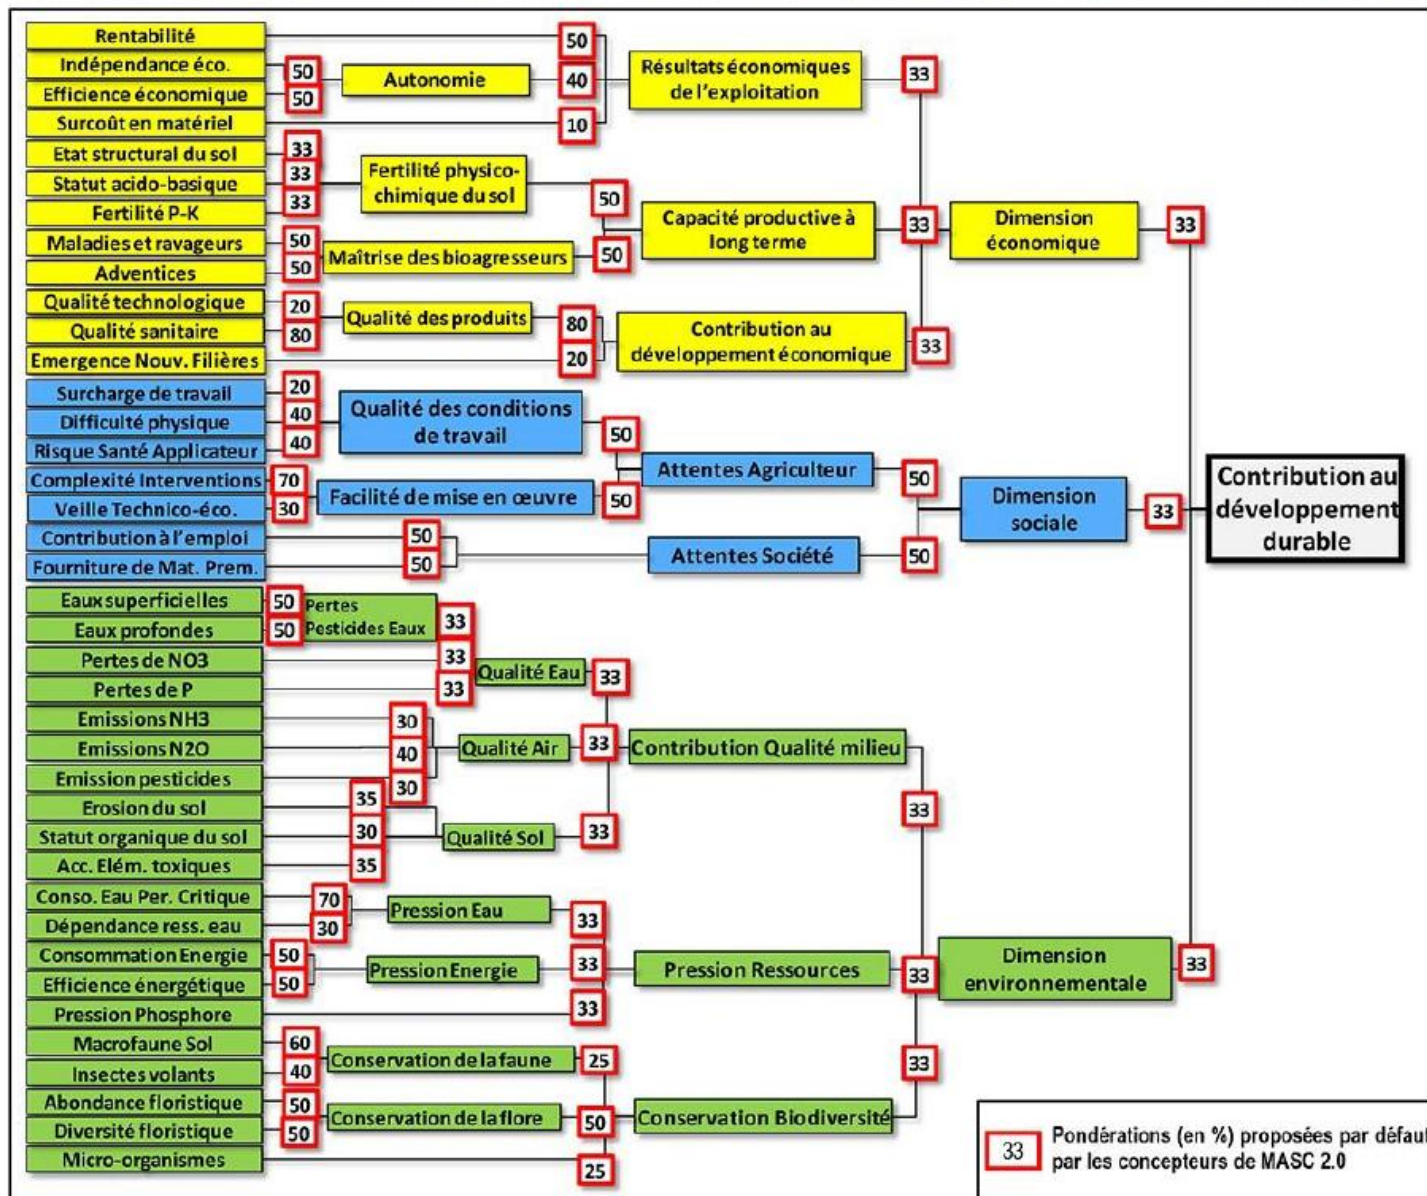 Rentabilité
50
Indépendance éco.
50
Autonomie
40
Résultats économiques
de l'exploitation
33
Efficience économique
50
Surcoût en matériel
10
Etat structural du sol
33
Statut acido-basique
33
Fertilité physico-
chimique du sol
50
Fertilité P-K
33
Capacité productive à
long terme
33
Dimension
économique
33
Maladies et ravageurs
50
Maîtrise des bioagresseurs
50
Adventices
50
Qualité technologique
20
Qualité des produits
80
Contribution au
développement économique
33
Qualité sanitaire
80
Emergence Nouv. Filières
20
Surcharge de travail
20
Qualité des conditions
de travail
50
Difficulté physique
40
Risque Santé Applicateur
40
Attentes Agriculteur
50
Complexité Interventions
70
Facilité de mise en œuvre
50
Veille Technico-éco.
30
Dimension
sociale
33
Contribution au
développement
durable
Contribution à l'emploi
50
Attentes Société
50
Fourniture de Mat. Prem.
50
Eaux superficielles
50
Pertes
Pesticides Eaux
33
Eaux profondes
50
Pertes de NO3
33
Qualité Eau
33
Pertes de P
33
Emissions NH3
30
Emissions N2O
40
Qualité Air
33
Contribution Qualité milieu
33
Emission pesticides
30
Erosion du sol
35
Statut organique du sol
30
Qualité Sol
33
Acc. Elém. toxiques
35
Conso. Eau Per. Critique
70
Pression Eau
33
Dépendance ress. eau
30
Consommation Energie
50
Pression Energie
33
Pression Ressources
33
Dimension
environnementale
33
Efficience énergétique
50
Pression Phosphore
33
Macrofaune Sol
60
Conservation de la faune
25
33
Insectes volants
40
Abondance floristique
50
Conservation de la flore
50
Conservation Biodiversité
Diversité floristique
50
Micro-organismes
25
33
Pondérations (en %) proposées par défau
par les concepteurs de MASC 2.0